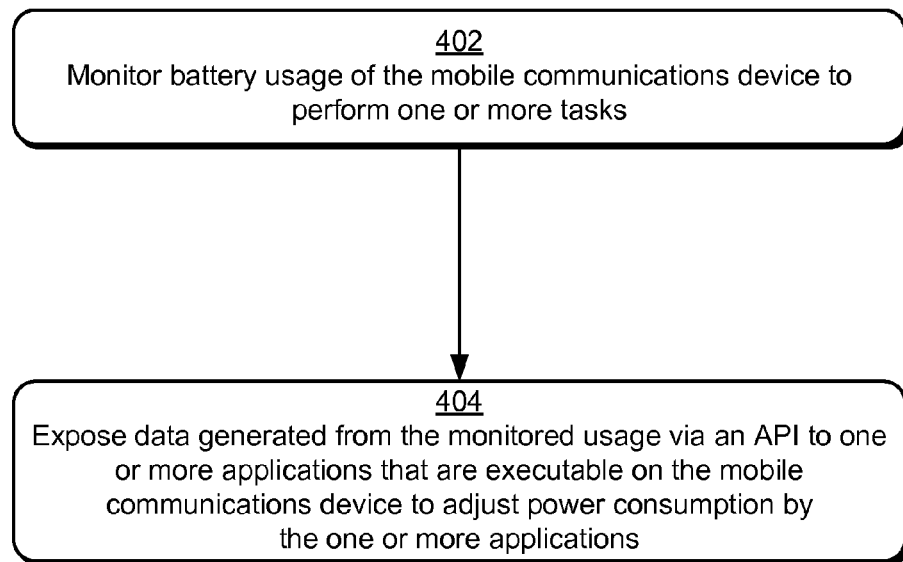 402
Monitor battery usage of the mobile communications device to
perform one or more tasks
404
Expose data generated from the monitored usage via an API to one
or more applications that are executable on the mobile
communications device to adjust power consumption by
the one or more applications